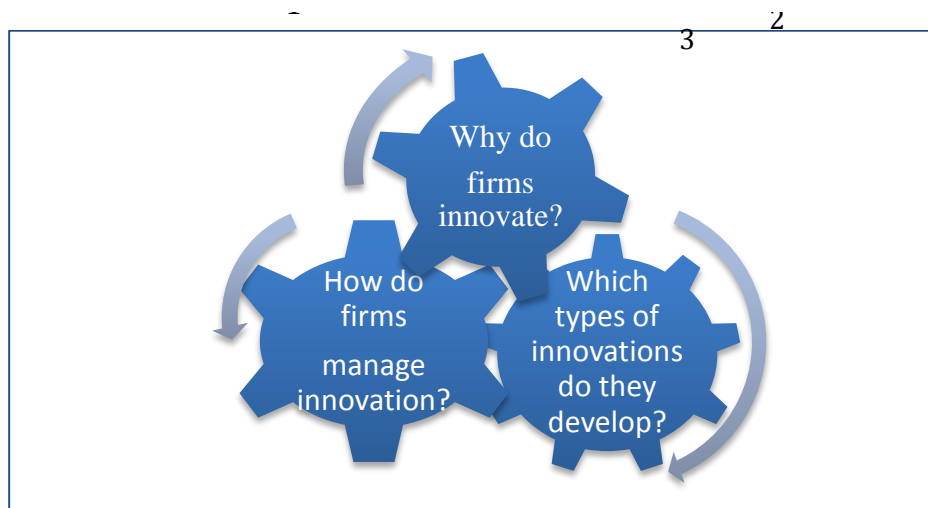 2
3
Why do
firms
innovate?
How do
firms
manage
innovation?
Which
types of
innovations
do they
develop?